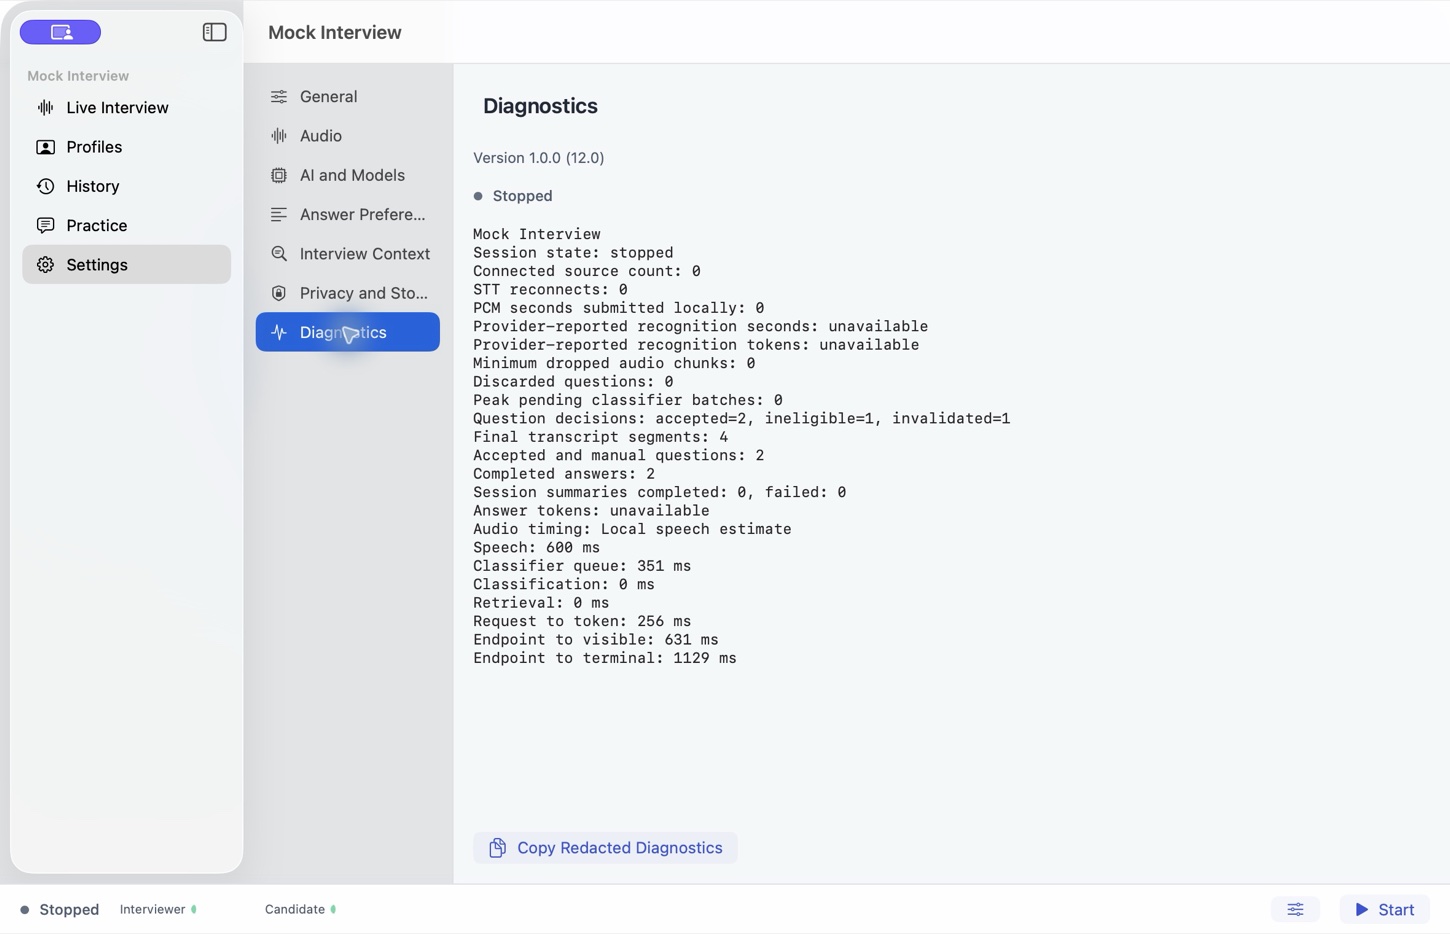 Mock Interview
Mock Interview
Live Interview
Profiles
History
Practice
Settings
General
Audio
AI and Models
Answer Prefere...
Interview Context
Privacy and Sto...
Diagnostics
Diagnostics
Version 1.0.0 (12.0)
Stopped
Mock Interview
Session state: stopped
Connected source count: 0
STT reconnects: 0
PCM seconds submitted locally: 0
Provider-reported recognition seconds: unavailable
Provider-reported recognition tokens: unavailable
Minimum dropped audio chunks: 0
Discarded questions: 0
Peak pending classifier batches: 0
Question decisions: accepted=2, ineligible=1, invalidated=1
Final transcript segments: 4
Accepted and manual questions: 2
Completed answers: 2
Session summaries completed: 0, failed: 0
Answer tokens: unavailable
Audio timing: Local speech estimate
Speech: 600 ms
Classifier queue: 351 ms
Classification: 0 ms
Retrieval: 0 ms
Request to token: 256 ms
Endpoint to visible: 631 ms
Endpoint to terminal: 1129 ms
Copy Redacted Diagnostics
Stopped
Interviewer
Candidate
Start